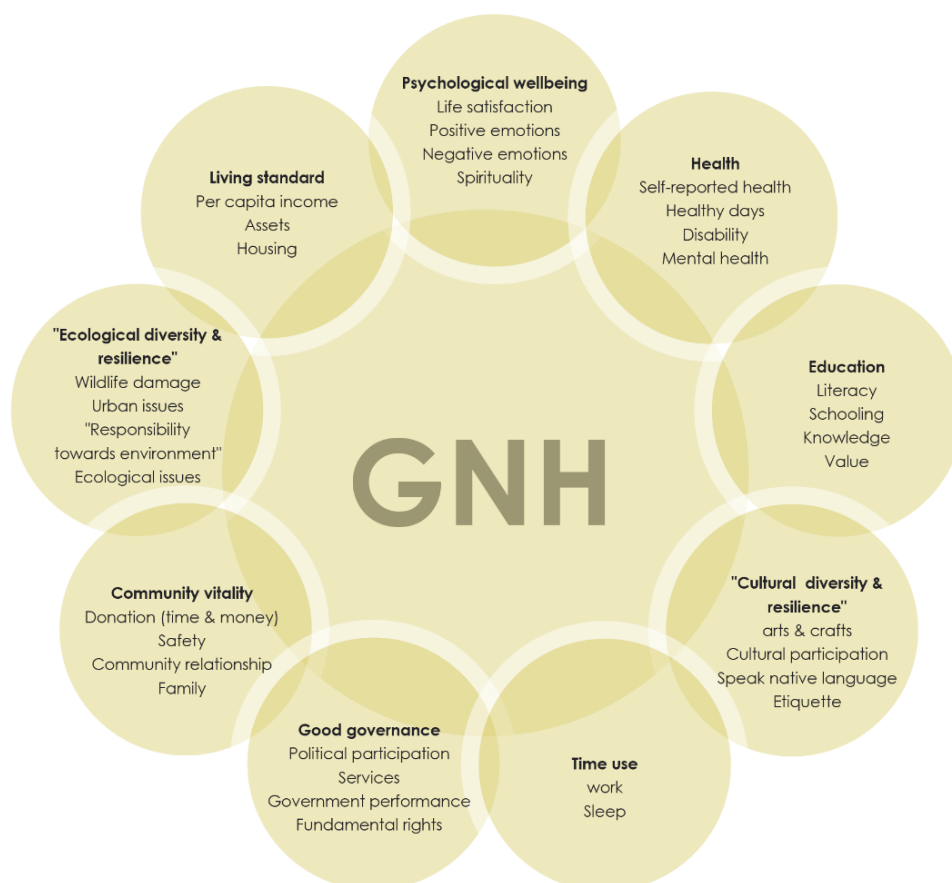 Psychological wellbeing
Life satisfaction
Positive emotions
Negative emotions
Spirituality
Health
Self-reported health
Healthy days
Disability
Mental health
Education
Literacy
Schooling
Knowledge
Value
"Cultural diversity &
resilience"
arts & crafts
Cultural participation
Speak native language
Etiquette
Time use
work
Sleep
Good governance
Political participation
Services
Government performance
Fundamental rights
Community vitality
Donation (time & money)
Safety
Community relationship
Family
"Ecological diversity &
resilience"
Wildlife damage
Urban issues
"Responsibility
towards environment"
Ecological issues
Living standard
Per capita income
Assets
Housing
GNH